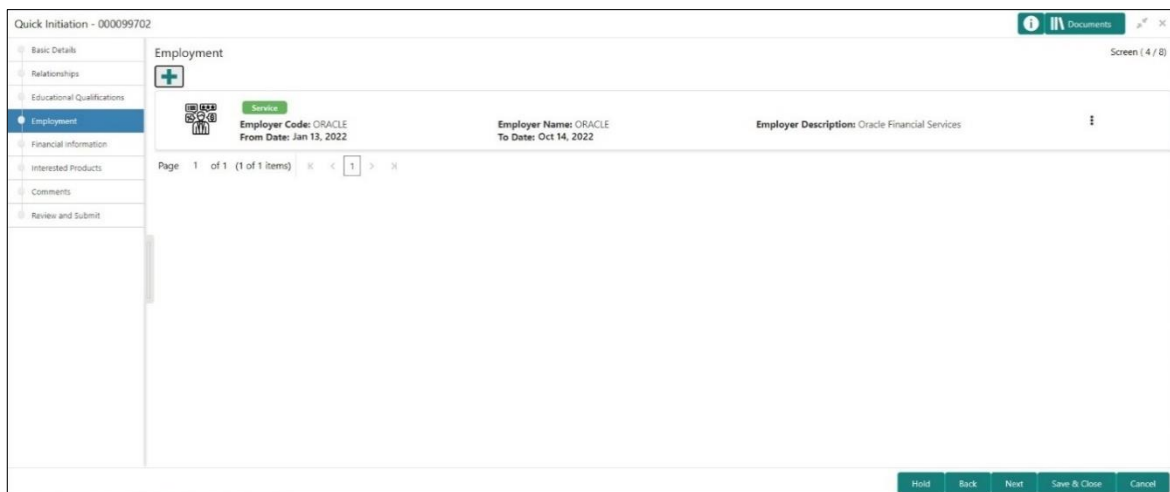 Quick Initiation - 000099702
Documents
Basic Details
Relationships
Educational Qualifications
Employment
Financial Information
Interested Products
Comments
Review and Submit
Employment
Screen ( 4 / 8)
Service
Employer Code: ORACLE
Employer Name: ORACLE
Employer Description: Oracle Financial Services
From Date: Jan 13, 2022
To Date: Oct 14, 2022
Page 1 of 1 (1 of 1 items) 1
Hold
Back
Next
Save & Close
Cancel